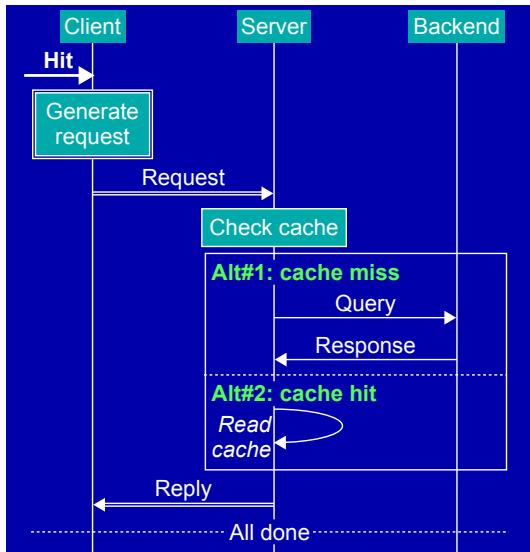 Client
Server
Backend
Hit
Generate
request
Request
Check cache
Alt#1: cache miss
Query
Response
Alt#2: cache hit
Read
cache
Reply
All done